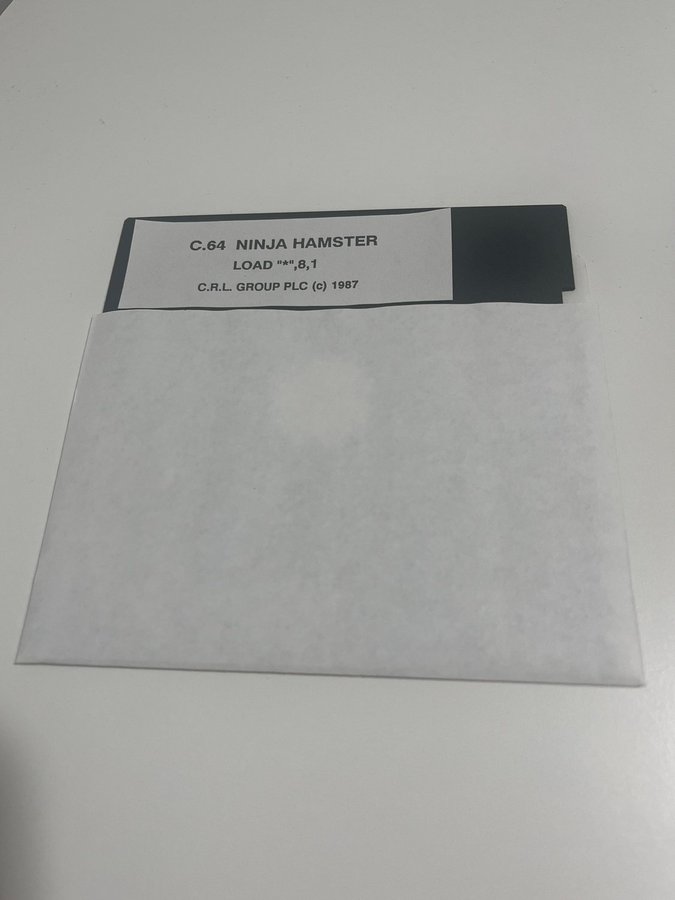 C.64 NINJA HAMSTER
LOAD "*",8,1
C.R.L. GROUP PLC (c) 1987